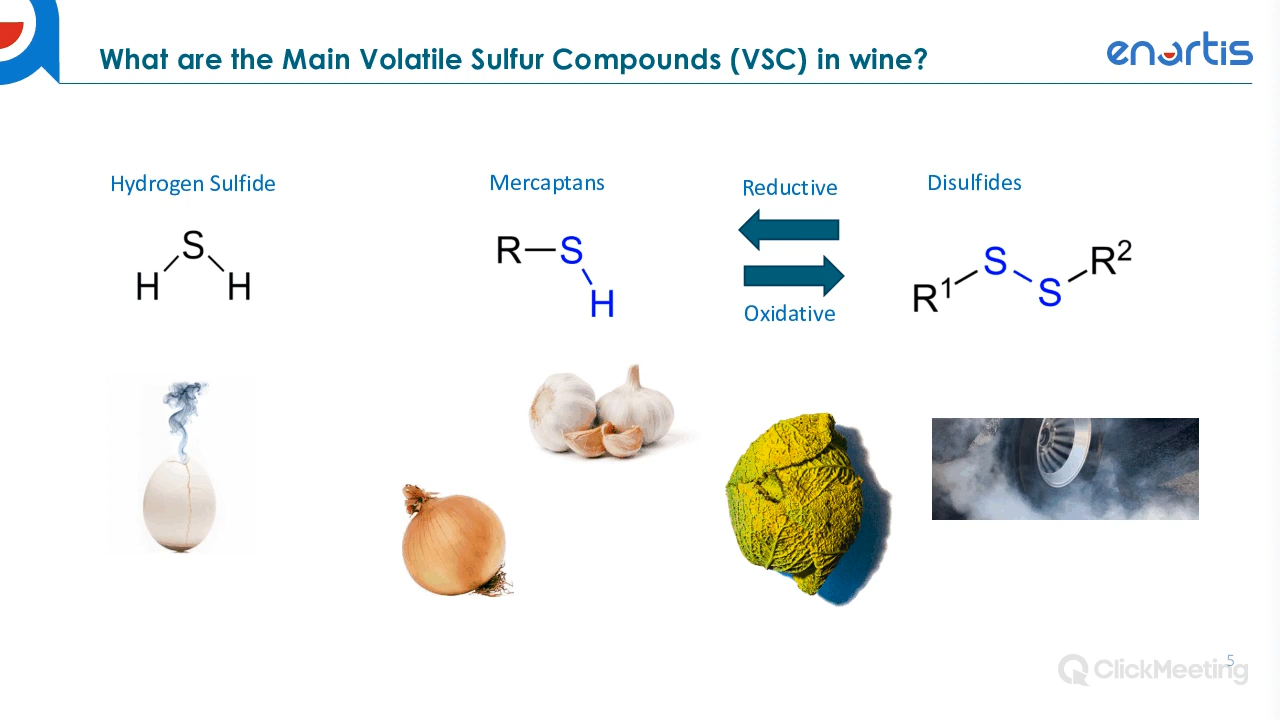 What are the Main Volatile Sulfur Compounds (VSC) in wine?
enartis
Hydrogen Sulfide
Mercaptans
Reductive
Disulfides
S
H H
R—S
H
Oxidative
R¹
S
S
R²
5
ClickMeeting